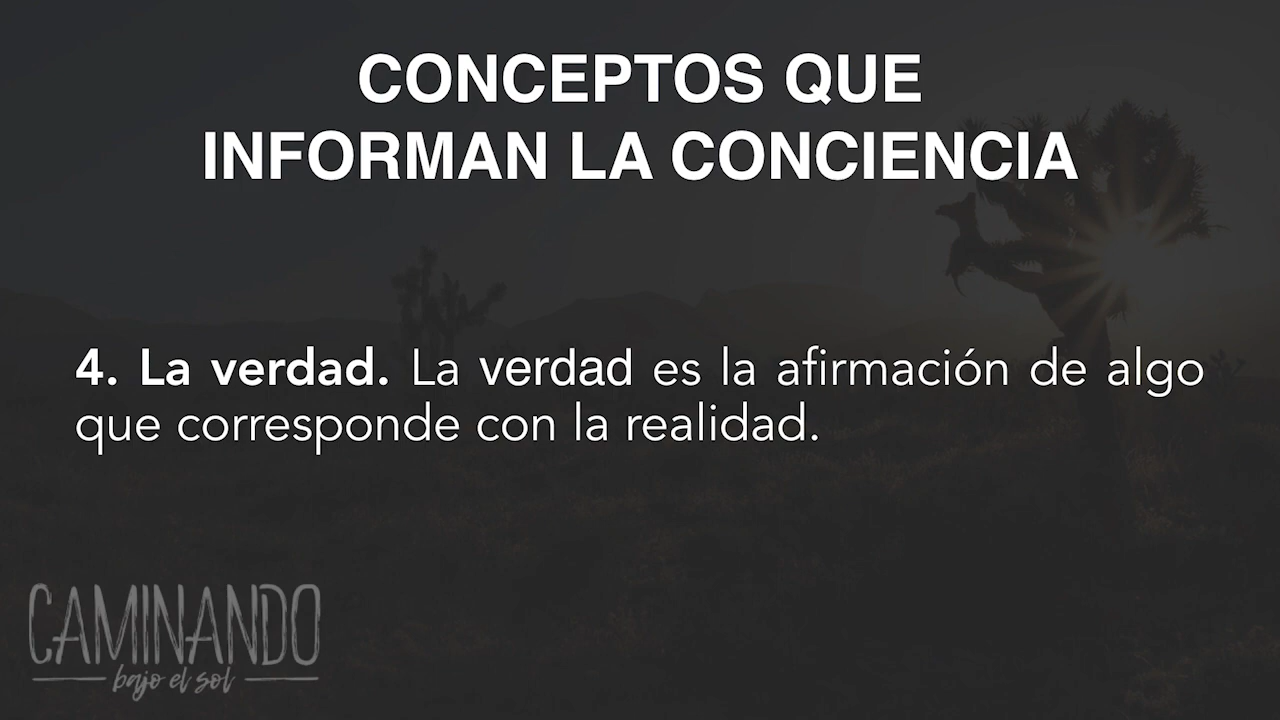 CONCEPTOS QUE
INFORMAN LA CONCIENCIA
4. La verdad. La verdad es la afirmación de algo
que corresponde con la realidad.
CAMINANDO
bajo el sol